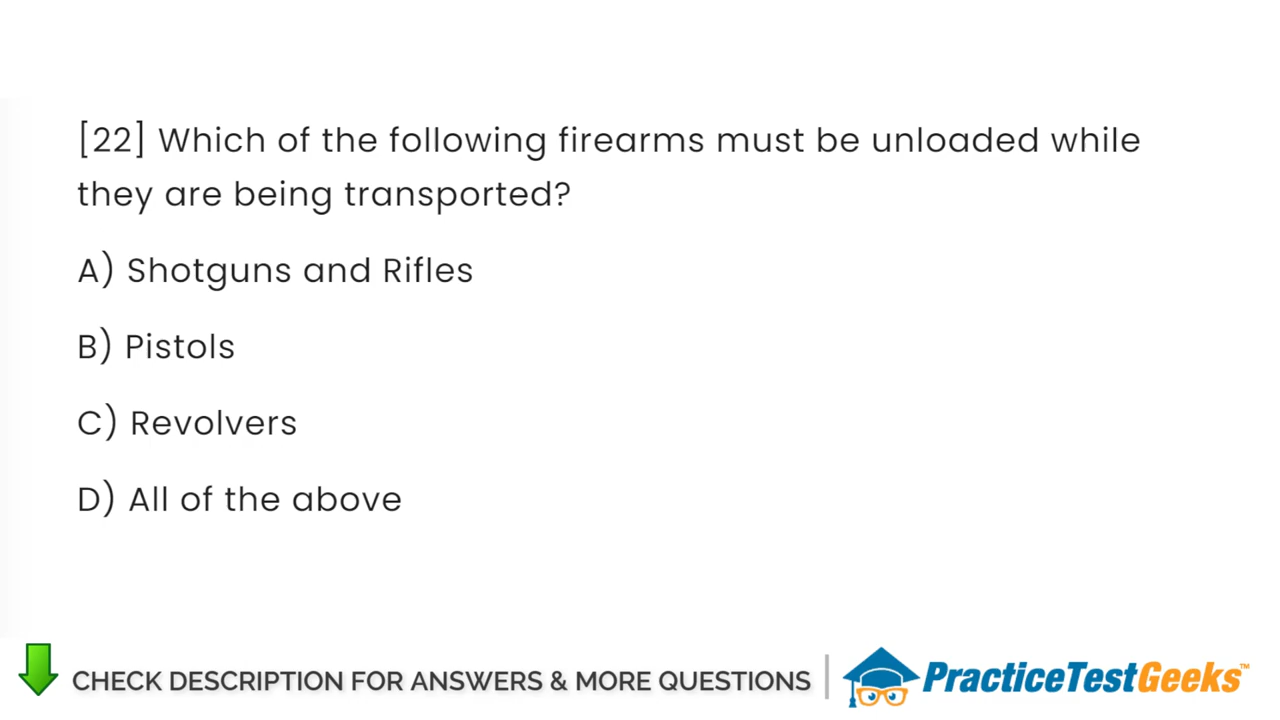 [22] Which of the following firearms must be unloaded while
they are being transported?
A) Shotguns and Rifles
B) Pistols
C) Revolvers
D) All of the above
CHECK DESCRIPTION FOR ANSWERS & MORE QUESTIONS
PracticeTestGeeks™